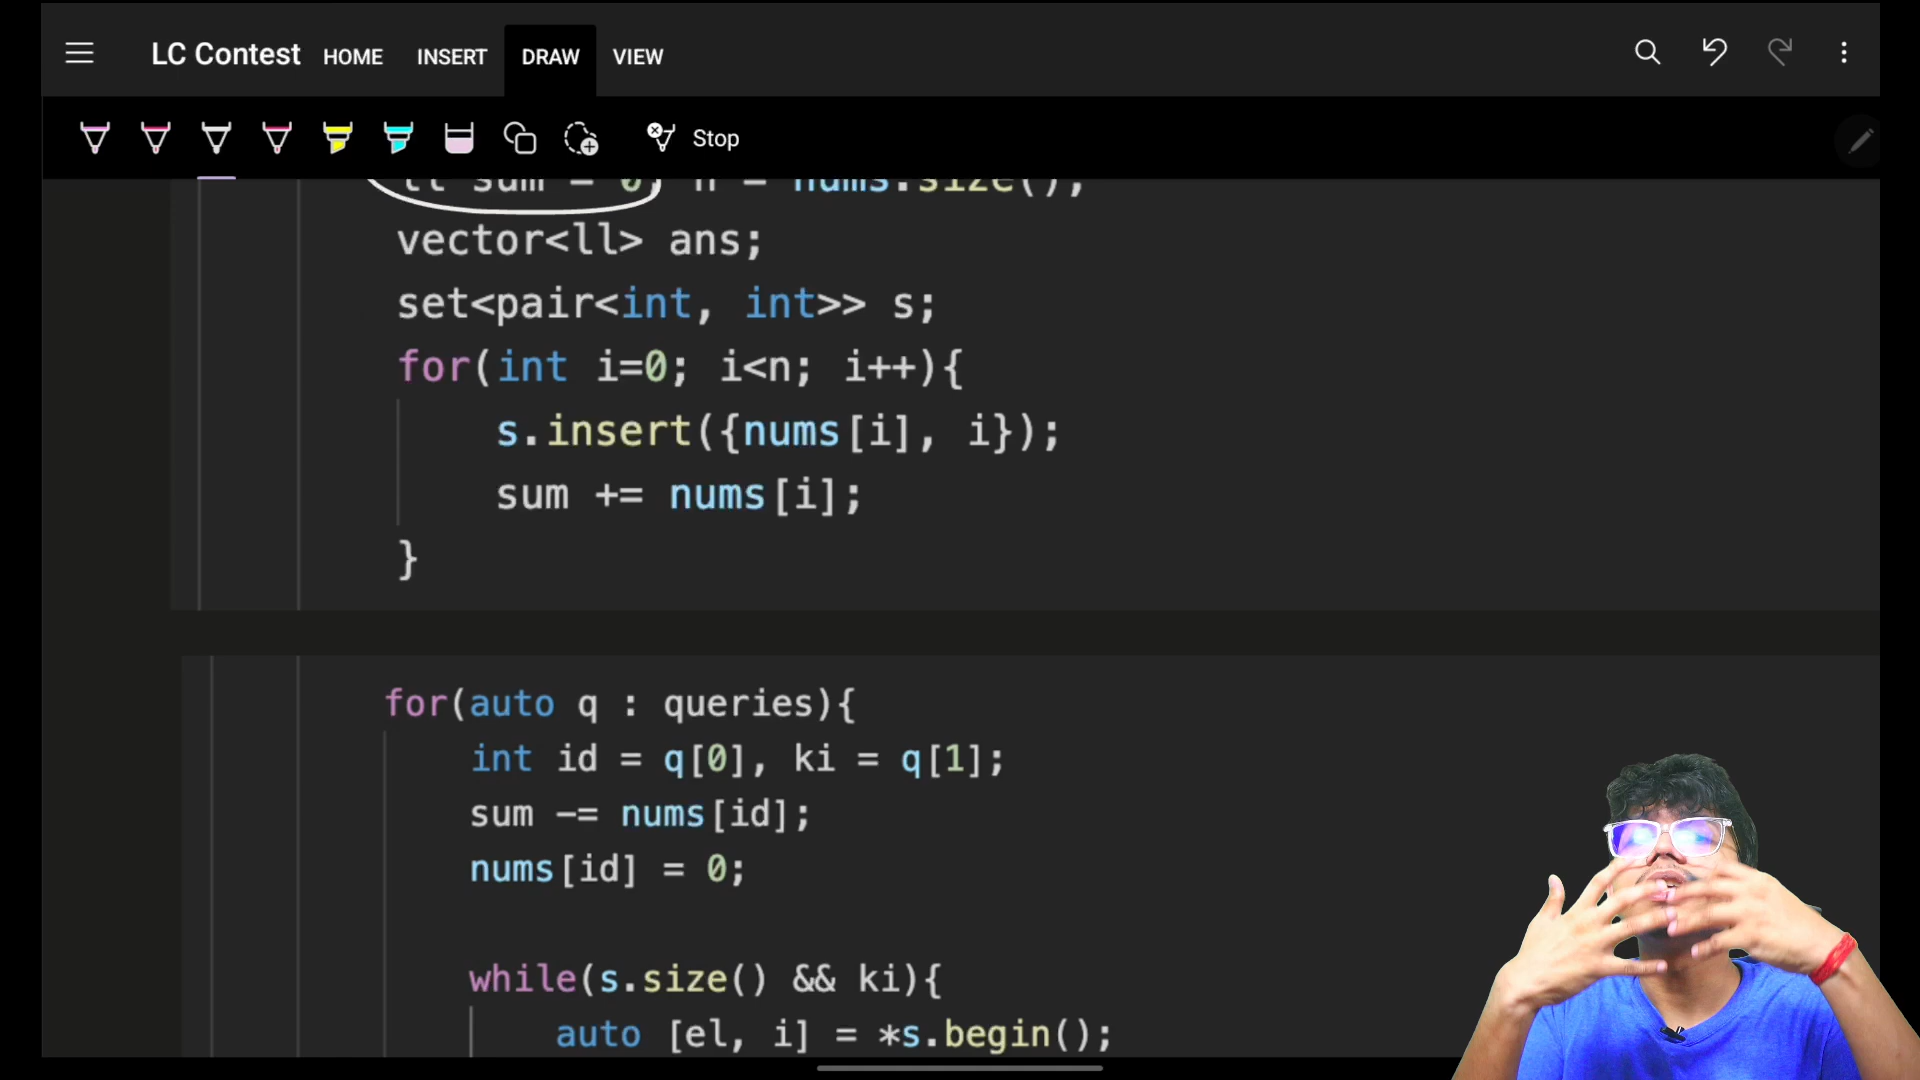 LC Contest HOME INSERT DRAW VIEW
Stop
ll sum = 0, n = nums.size();
vector<ll> ans;
set<pair<int, int>> s;
for(int i=0; i<n; i++){
s.insert({nums[i], i});
sum += nums[i];
}
for(auto q : queries){
int id = q[0], ki = q[1];
sum -= nums[id];
nums[id] = 0;
while(s.size() && ki){
auto [el, i] = *s.begin();